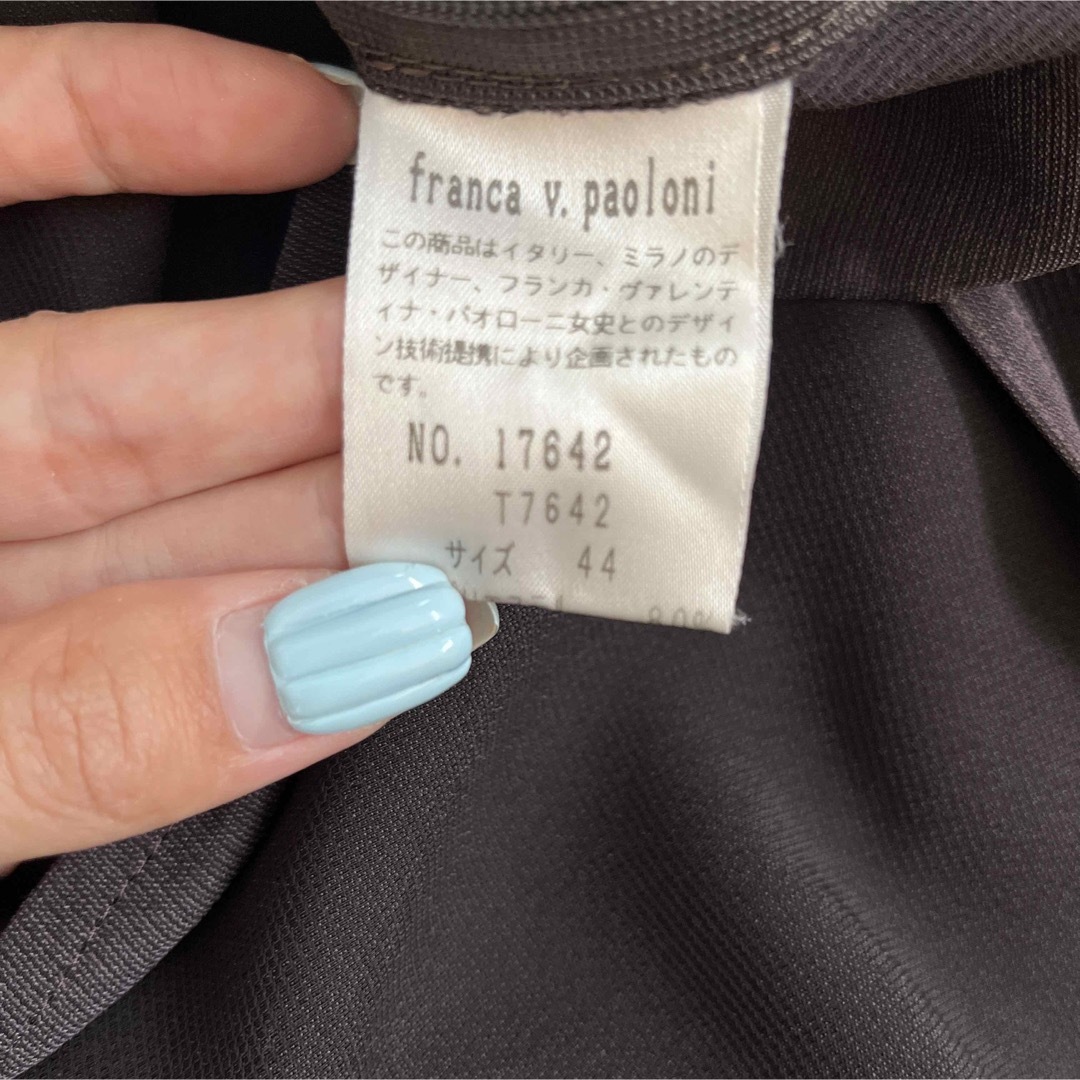 franca v. paoloni
この商品はイタリー、ミラノのデ
ザイナー、フランカ・ヴァレンテ
ィナ・パオローニ女史とのデザイ
ン技術提携により企画されたもの
です。
NO. 17642
T7642
サイズ 44
80%